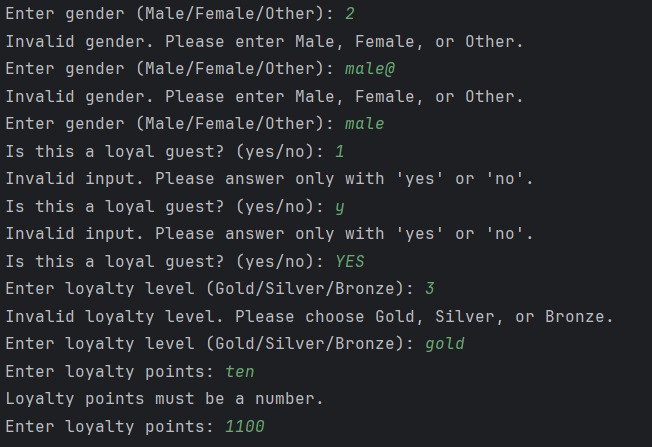 Enter gender (Male/Female/Other): 2
Invalid gender. Please enter Male, Female, or Other.
Enter gender (Male/Female/Other): male@
Invalid gender. Please enter Male, Female, or Other.
Enter gender (Male/Female/Other): male
Is this a loyal guest? (yes/no): 1
Invalid input. Please answer only with 'yes' or 'no'.
Is this a loyal guest? (yes/no): y
Invalid input. Please answer only with 'yes' or 'no'.
Is this a loyal guest? (yes/no): YES
Enter loyalty level (Gold/Silver/Bronze): 3
Invalid loyalty level. Please choose Gold, Silver, or Bronze.
Enter loyalty level (Gold/Silver/Bronze): gold
Enter loyalty points: ten
Loyalty points must be a number.
Enter loyalty points: 1100